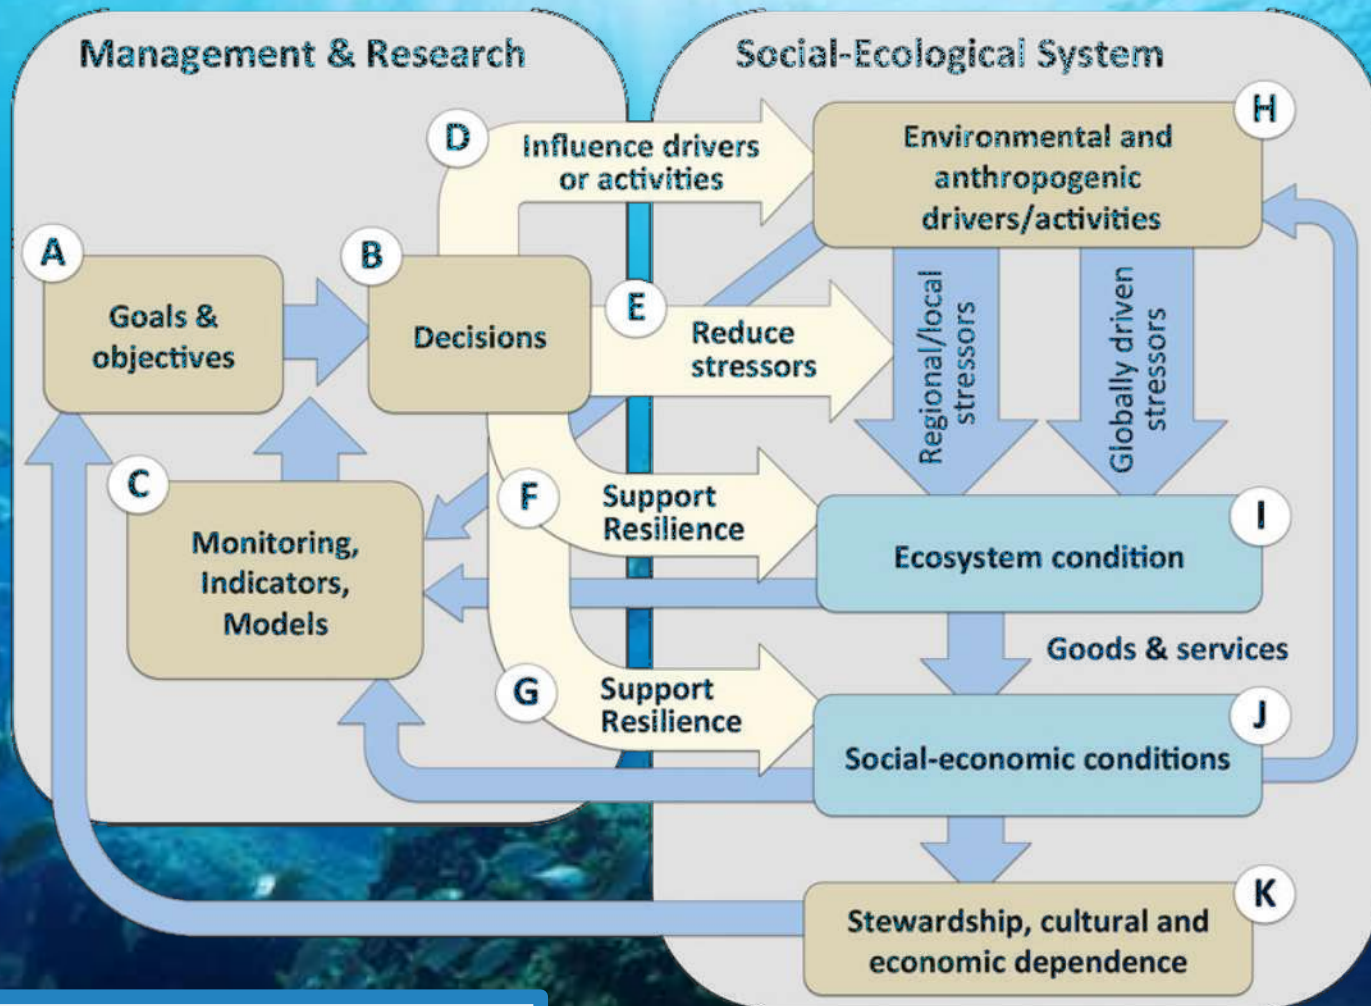 Management & Research
Social-Ecological System
D
Influence drivers
or activities
H
Environmental and
anthropogenic
drivers/activities
A
Goals &
objectives
B
Decisions
E
Reduce
stressors
Regional/local
stressors
Globally driven
stressors
C
Monitoring,
Indicators,
Models
F
Support
Resilience
I
Ecosystem condition
Goods & services
G
Support
Resilience
J
Social-economic conditions
K
Stewardship, cultural and
economic dependence